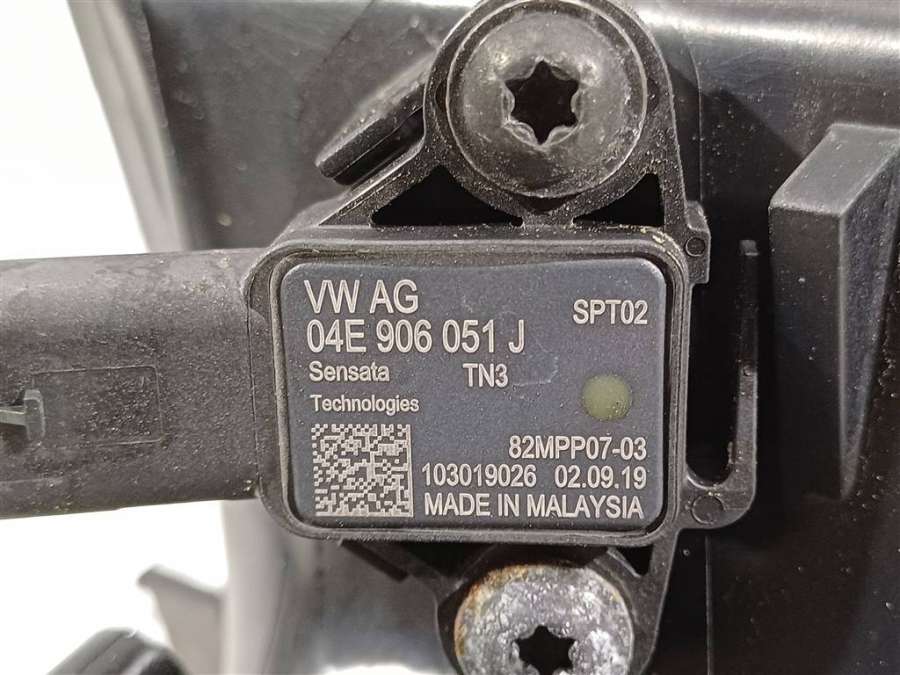 VW AG
SPT02
04E 906 051 J
Sensata TN3
Technologies
82MPP07-03
103019026 02.09.19
MADE IN MALAYSIA